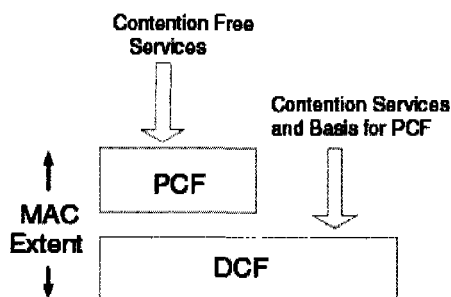 Contention Free
Services
Contention Services
and Basis for PCF
PCF
MAC
Extent
DCF